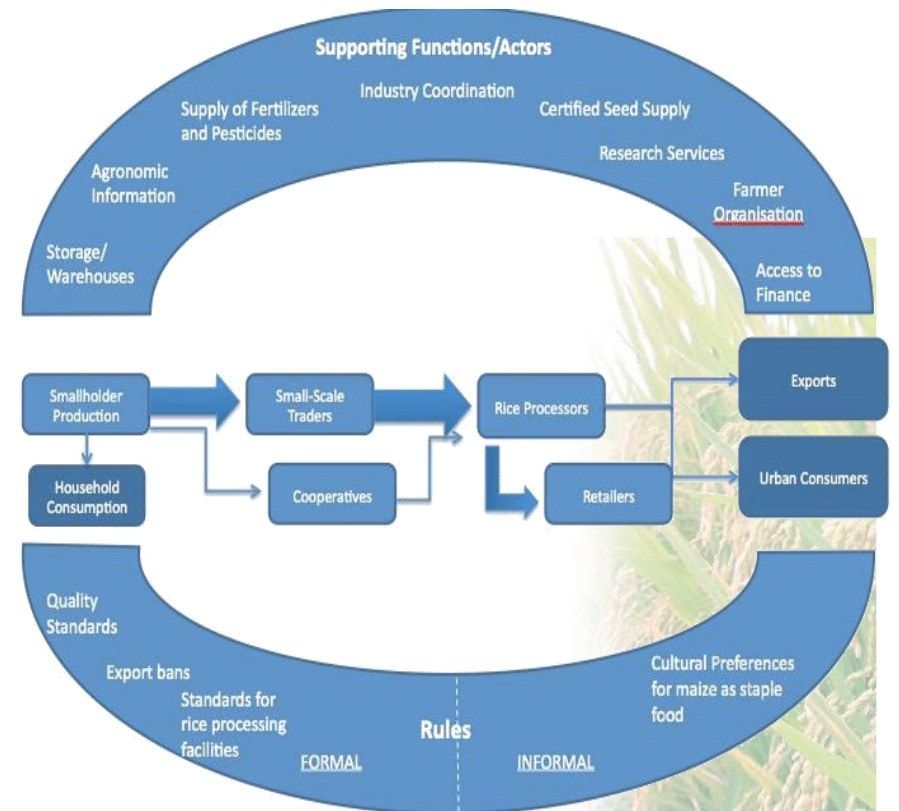 Supporting Functions/Actors
Industry Coordination
Supply of Fertilizers
and Pesticides
Certified Seed Supply
Research Services
Agronomic
Information
Farmer
Organisation
Storage/
Warehouses
Access to
Finance
Smallholder
Production
Small-Scale
Traders
Rice Processors
Exports
Household
Consumption
Cooperatives
Retailers
Urban Consumers
Quality
Standards
Export bans
Standards for
rice processing
facilities
Cultural Preferences
for maize as staple
food
Rules
FORMAL
INFORMAL